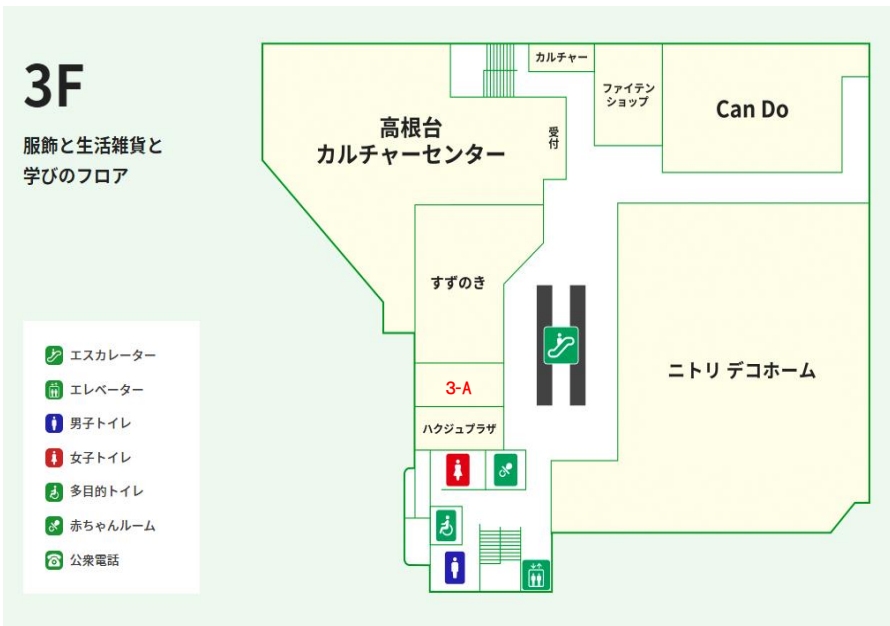 3F
服飾と生活雑貨と
学びのフロア
カルチャー
ファイテン
ショップ
Can Do
高根台
カルチャーセンター
受付
すずのき
3-A
ハクジュプラザ
ニトリ デコホーム
エスカレーター
エレベーター
男子トイレ
女子トイレ
多目的トイレ
赤ちゃんルーム
公衆電話